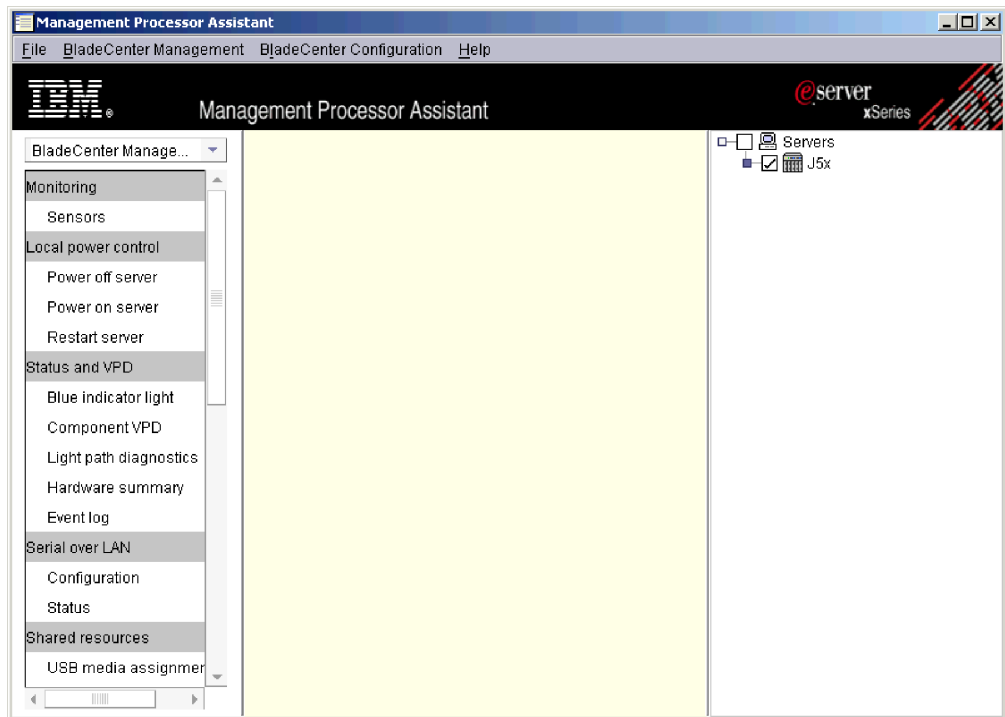 Management Processor Assistant
File BladeCenter Management BladeCenter Configuration Help
IBM®
Management Processor Assistant
eserver
xSeries
BladeCenter Manage...
Monitoring
Sensors
Local power control
Power off server
Power on server
Restart server
Status and VPD
Blue indicator light
Component VPD
Light path diagnostics
Hardware summary
Event log
Serial over LAN
Configuration
Status
Shared resources
USB media assignmer
Servers
J5x